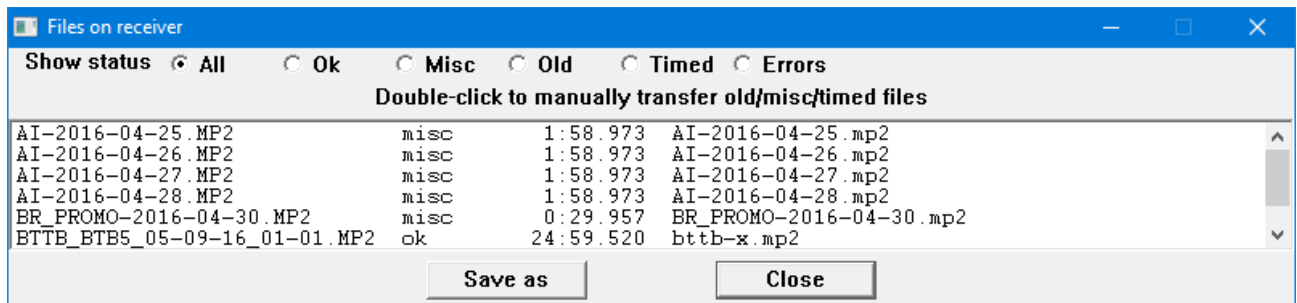 Files on receiver
Show status All Ok Misc Old Timed Errors
Double-click to manually transfer old/misc/timed files
AI-2016-04-25.MP2 misc 1:58.973 AI-2016-04-25.mp2
AI-2016-04-26.MP2 misc 1:58.973 AI-2016-04-26.mp2
AI-2016-04-27.MP2 misc 1:58.973 AI-2016-04-27.mp2
AI-2016-04-28.MP2 misc 1:58.973 AI-2016-04-28.mp2
BR_PROMO-2016-04-30.MP2 misc 0:29.957 BR_PROMO-2016-04-30.mp2
BTTB_BTB5_05-09-16_01-01.MP2 ok 24:59.520 bttb-x.mp2
Save as Close